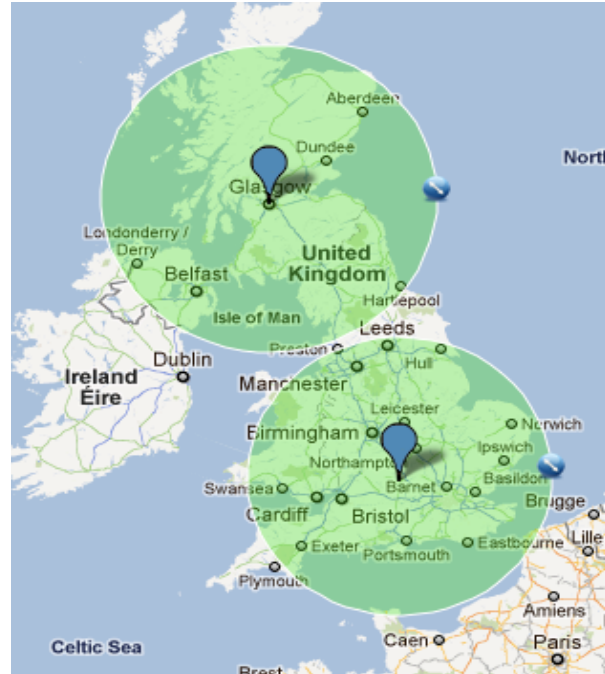 Aberdeen
Dundee
North
Glasgow
Londonderry /
Derry
United
Kingdom
Belfast
Hartlepool
Isle of Man
Leeds
Preston
Dublin
Hull
Ireland
Éire
Manchester
Leicester
Norwich
Birmingham
Ipswich
Northampto
Swansea
Barnet
Basildon
Brugge
Cardiff
Bristol
Exeter
Portsmouth
Eastbourne
Lille
Plymouth
Amiens
Celtic Sea
Caen
Paris
Brest